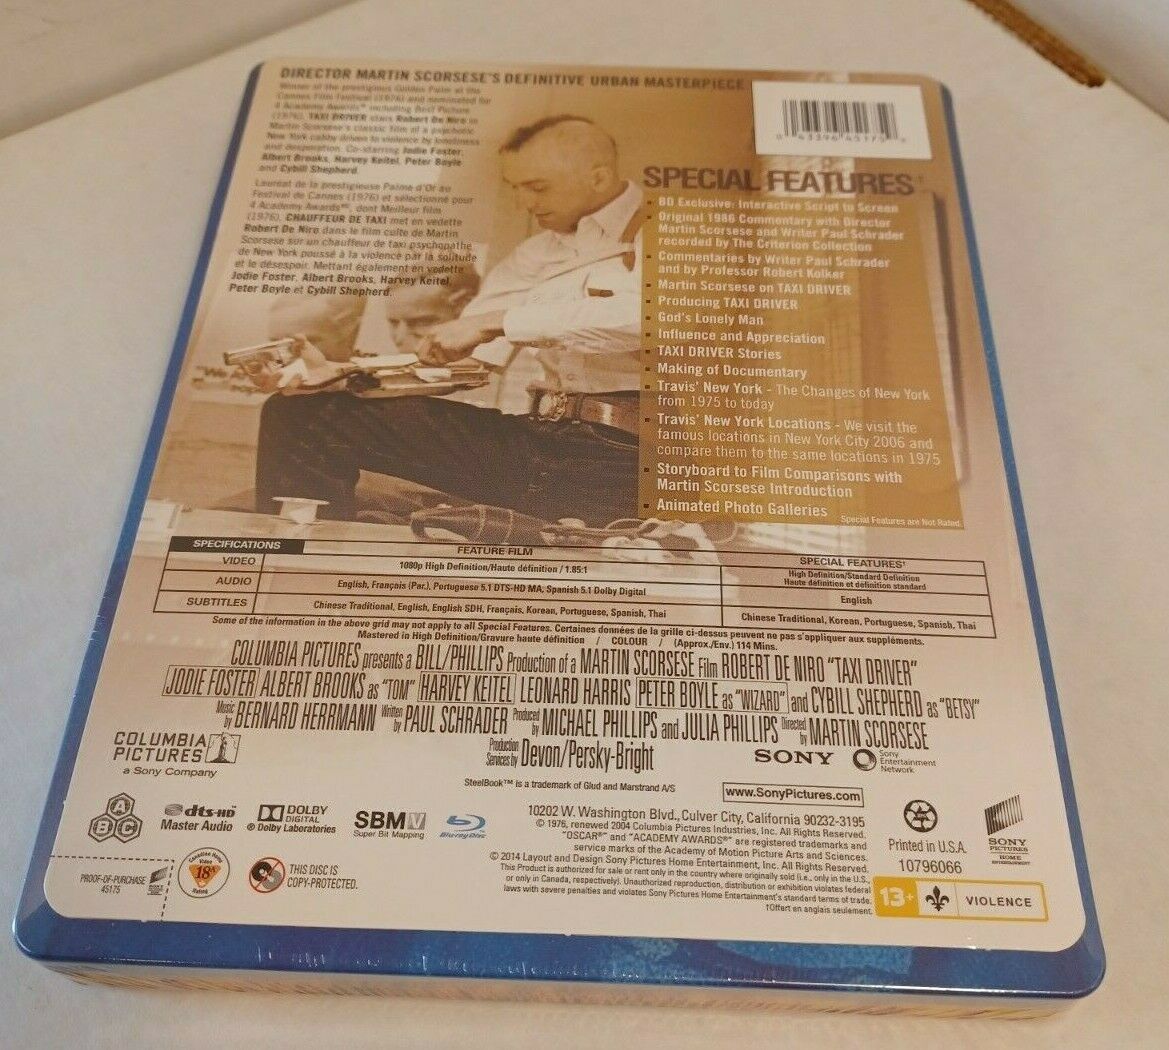 DIRECTOR MARTIN SCORSESE'S DEFINITIVE URBAN MASTERPIECE
Winner of the prestigious Golden Palm at the
Cannes Film Festival (1976) and nominated for
4 Academy Awards® including Best Picture
(1976), TAXI DRIVER stars Robert De Niro in
Martin Scorsese's classic film of a psychotic
New York cabby driven to violence by loneliness
and desperation. Co-starring Jodie Foster,
Albert Brooks, Harvey Keitel, Peter Boyle
and Cybill Shepherd.
Lauréat de la prestigieuse Palme d'Or au
Festival de Cannes (1976) et sélectionné pour
4 Academy Awards, dont Meilleur film
(1976), CHAUFFEUR DE TAXI met en vedette
Robert De Niro dans le film culte de Martin
Scorsese sur un chauffeur de taxi psychopathe
de New York poussé à la violence par la solitude
et le désespoir. Mettant également en vedette
Jodie Foster, Albert Brooks, Harvey Keitel,
Peter Boyle et Cybill Shepherd.
0 43396 45175
SPECIAL FEATURES†
BD Exclusive: Interactive Script to Screen
Original 1986 Commentary with Director
Martin Scorsese and Writer Paul Schrader
recorded by The Criterion Collection
Commentaries by Writer Paul Schrader
and by Professor Robert Kolker
Martin Scorsese on TAXI DRIVER
Producing TAXI DRIVER
God's Lonely Man
Influence and Appreciation
TAXI DRIVER Stories
Making of Documentary
Travis' New York - The Changes of New York
from 1975 to today
Travis' New York Locations - We visit the
famous locations in New York City 2006 and
compare them to the same locations in 1975
Storyboard to Film Comparisons with
Martin Scorsese Introduction
Animated Photo Galleries
Special Features are Not Rated.
SPECIFICATIONS FEATURE FILM SPECIAL FEATURES†
VIDEO 1080p High Definition/Haute définition / 1.85:1 High Definition/Standard Definition
Haute définition et définition standard
AUDIO English, Français (Par.), Portuguese 5.1 DTS-HD MA, Spanish 5.1 Dolby Digital English
SUBTITLES Chinese Traditional, English, English SDH, Français, Korean, Portuguese, Spanish, Thai Chinese Traditional, Korean, Portuguese, Spanish, Thai
Some of the information in the above grid may not apply to all Special Features. Certaines données de la grille ci-dessus peuvent ne pas s'appliquer aux suppléments.
Mastered in High Definition/Gravure haute définition / COLOUR / (Approx./Env.) 114 Mins.
COLUMBIA PICTURES presents a BILL/PHILLIPS Production of a MARTIN SCORSESE Film ROBERT DE NIRO "TAXI DRIVER"
JODIE FOSTER ALBERT BROOKS as "TOM" HARVEY KEITEL LEONARD HARRIS PETER BOYLE as "WIZARD" and CYBILL SHEPHERD as "BETSY"
Music by BERNARD HERRMANN Written by PAUL SCHRADER Produced by MICHAEL PHILLIPS and JULIA PHILLIPS Directed by MARTIN SCORSESE
Production Services by Devon/Persky-Bright
COLUMBIA
PICTURES
a Sony Company
SONY
Sony
Entertainment
Network
SteelBook™ is a trademark of Glud and Marstrand A/S
www.SonyPictures.com
ABC
dts-HD
Master Audio
DOLBY
DIGITAL
® Dolby Laboratories
SBMV
Super Bit Mapping
Blu-ray Disc
10202 W. Washington Blvd., Culver City, California 90232-3195
© 1976, renewed 2004 Columbia Pictures Industries, Inc. All Rights Reserved.
"OSCAR®" and "ACADEMY AWARDS®" are registered trademarks and
service marks of the Academy of Motion Picture Arts and Sciences.
© 2014 Layout and Design Sony Pictures Home Entertainment, Inc. All Rights Reserved.
This Product is authorized for sale or rent only in the country where originally sold (i.e., only in the U.S.,
or only in Canada, respectively). Unauthorized reproduction, distribution or exhibition violates federal
laws with severe penalties and violates Sony Pictures Home Entertainment's standard terms of trade.
†Offert en anglais seulement.
Printed in U.S.A.
10796066
SONY
PICTURES
HOME
ENTERTAINMENT
PROOF-OF-PURCHASE
45175
Canadian Home
Video
18A
THIS DISC IS
COPY-PROTECTED.
13+ VIOLENCE